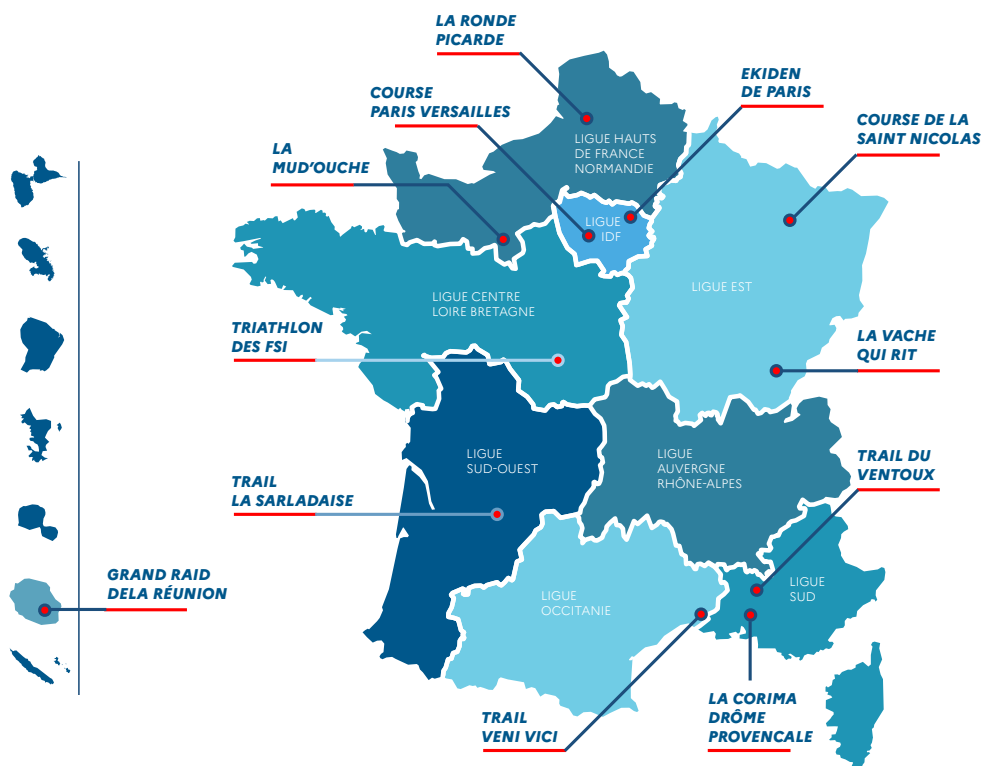 LA RONDE
PICARDE
EKIDEN
DE PARIS
COURSE
PARIS VERSAILLES
COURSE DE LA
SAINT NICOLAS
LA
MUD'OUCHE
LIGUE HAUTS
DE FRANCE
NORMANDIE
LIGUE
IDF
LIGUE EST
LIGUE CENTRE
LOIRE BRETAGNE
TRIATHLON
DES FSI
LA VACHE
QUI RIT
LIGUE
SUD-OUEST
LIGUE
AUVERGNE
RHÔNE-ALPES
TRAIL DU
VENTOUX
TRAIL
LA SARLADAISE
GRAND RAID
DELA RÉUNION
LIGUE
OCCITANIE
LIGUE
SUD
TRAIL
VENI VICI
LA CORIMA
DRÔME
PROVENCALE